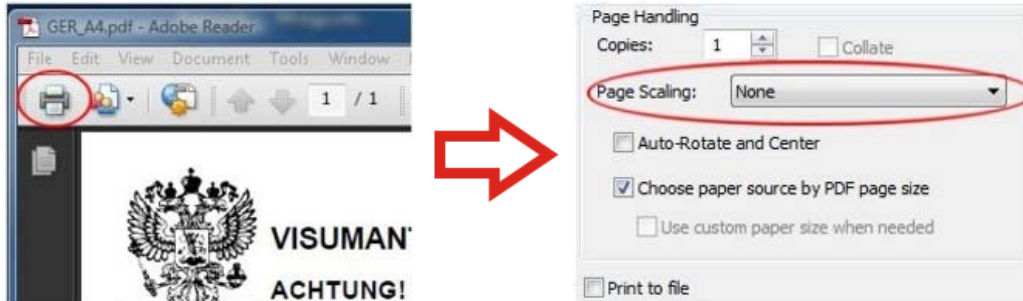 GER_A4.pdf - Adobe Reader
File Edit View Document Tools Window
1 / 1
VISUMAN
ACHTUNG!
Page Handling
Copies: 1 Collate
Page Scaling: None
Auto-Rotate and Center
Choose paper source by PDF page size
Use custom paper size when needed
Print to file